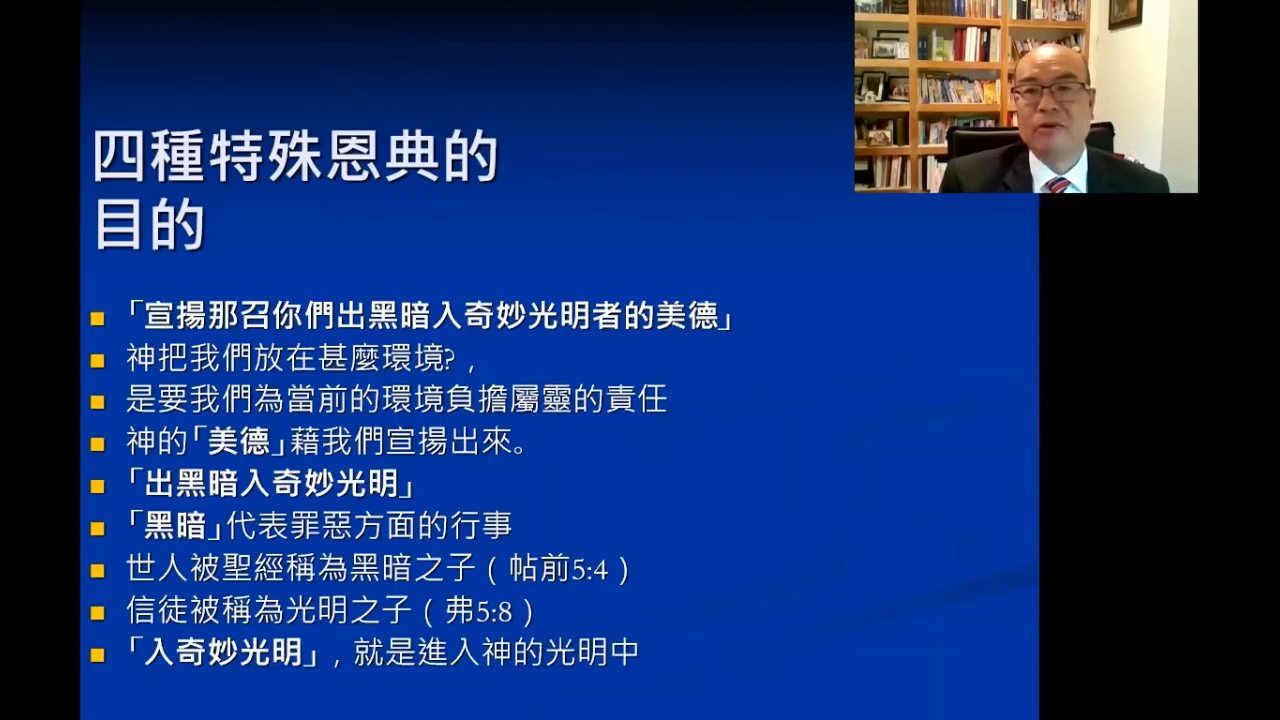 四種特殊恩典的
目的
「宣揚那召你們出黑暗入奇妙光明者的美德」
神把我們放在甚麼環境?，
是要我們為當前的環境負擔屬靈的責任
神的「美德」藉我們宣揚出來。
「出黑暗入奇妙光明」
「黑暗」代表罪惡方面的行事
世人被聖經稱為黑暗之子（帖前5:4）
信徒被稱為光明之子（弗5:8）
「入奇妙光明」，就是進入神的光明中